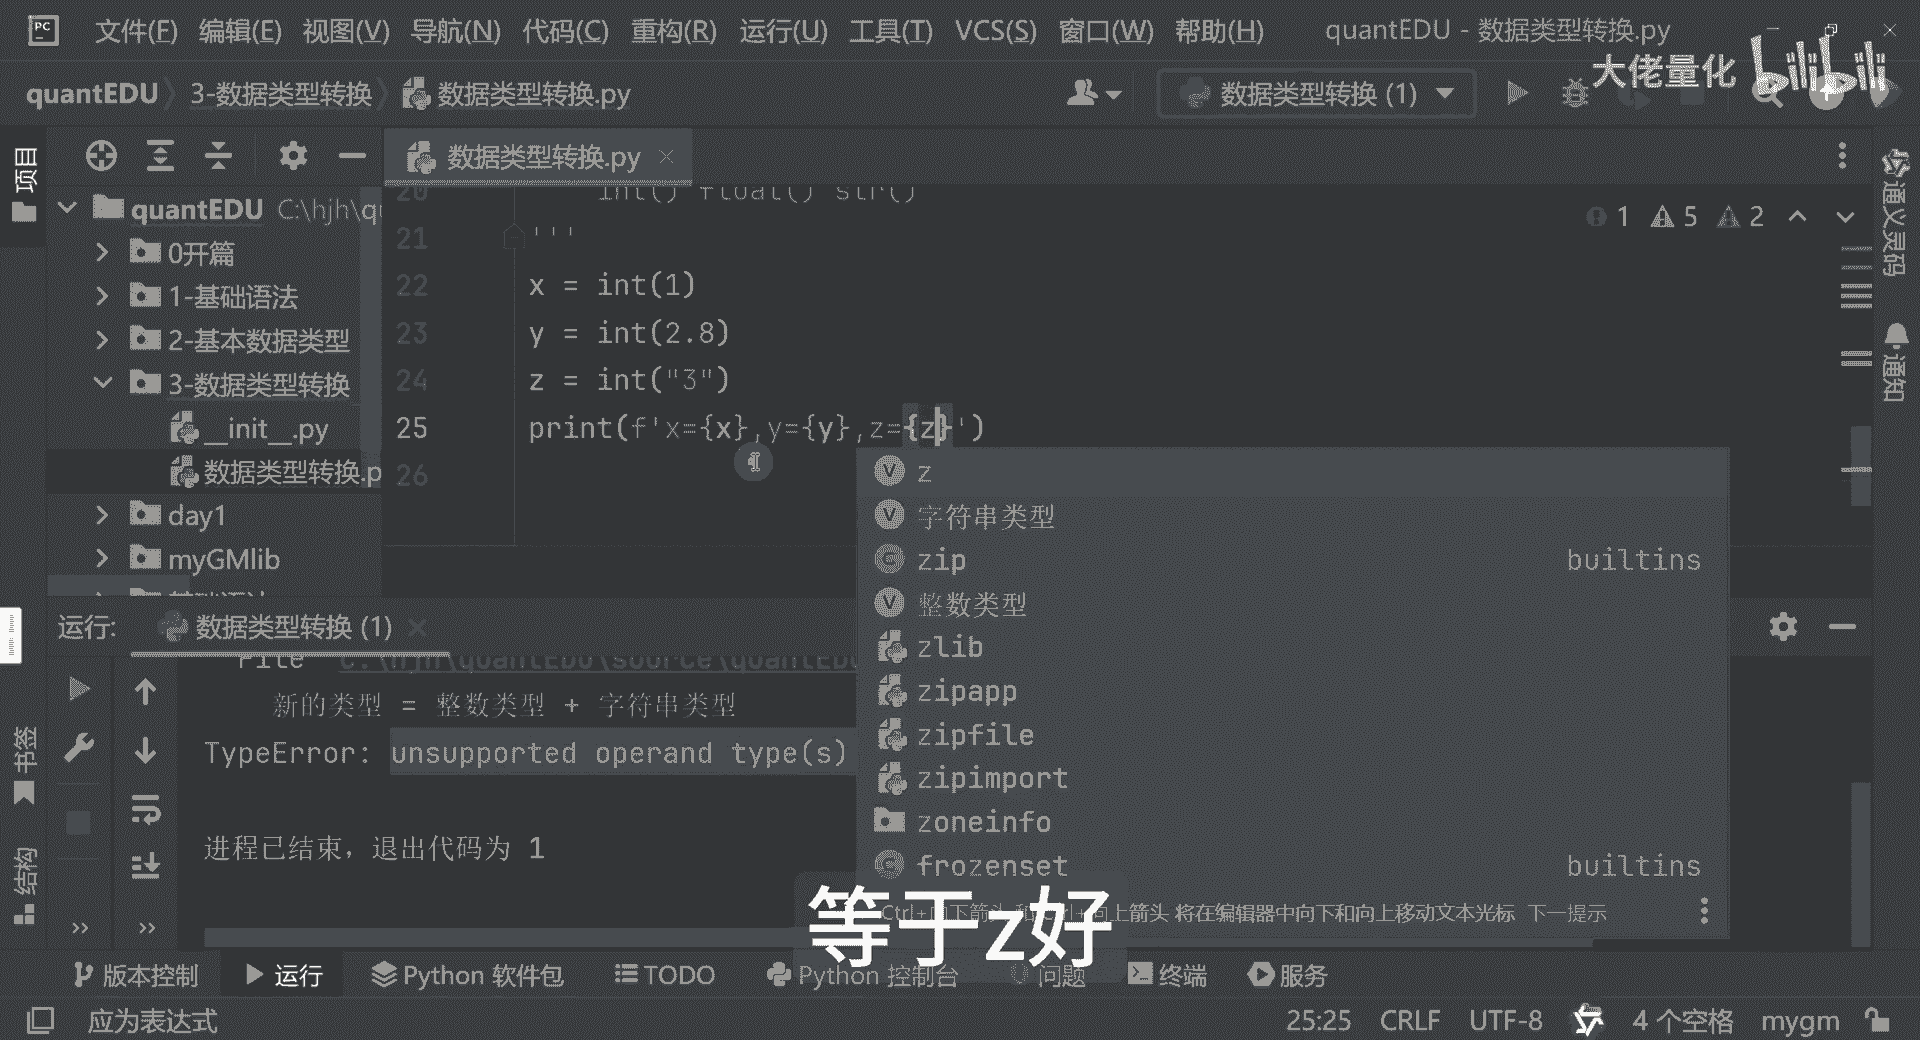 文件(F) 编辑(E) 视图(V) 导航(N) 代码(C) 重构(R) 运行(U) 工具(T) VCS(S) 窗口(W) 帮助(H) quantEDU - 数据类型转换.py
大佬量化 bilibili
quantEDU 3-数据类型转换 数据类型转换.py 数据类型转换 (1)
项目
数据类型转换.py
quantEDU C:\hjh\q
0开篇
1-基础语法
2-基本数据类型
3-数据类型转换
__init__.py
数据类型转换.p
day1
myGMlib
20 int() float() str()
21 '''
22 x = int(1)
23 y = int(2.8)
24 z = int("3")
25 print(f'x={x},y={y},z={z}')
26
1 5 2
通义灵码
通知
z
字符串类型
zip builtins
整数类型
zlib
zipapp
zipfile
zipimport
zoneinfo
frozenset builtins
将在编辑器中向下和向上移动文本光标 下一提示
运行: 数据类型转换 (1)
File C:\hjh\quantEDU\source\quantEDU
新的类型 = 整数类型 + 字符串类型
TypeError: unsupported operand type(s)
进程已结束，退出代码为 1
书签
结构
等于z好
版本控制 运行 Python 软件包 TODO Python 控制台 问题 终端 服务
应为表达式 25:25 CRLF UTF-8 4 个空格 mygm